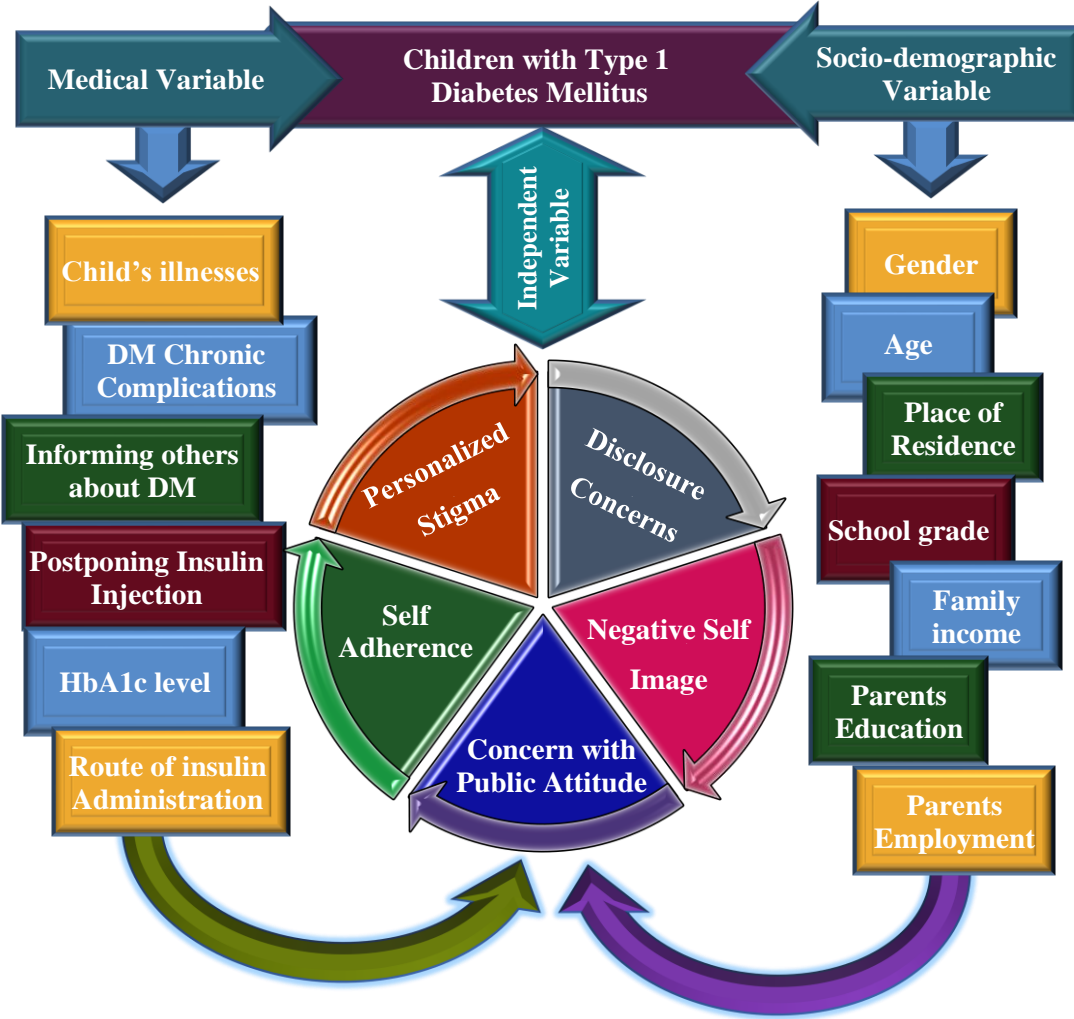 Medical Variable
Children with Type 1
Diabetes Mellitus
Socio-demographic
Variable
Independent
Variable
Child’s illnesses
DM Chronic
Complications
Informing others
about DM
Postponing Insulin
Injection
HbA1c level
Route of insulin
Administration
Personalized
Stigma
Disclosure
Concerns
Self
Adherence
Negative Self
Image
Concern with
Public Attitude
Gender
Age
Place of
Residence
School grade
Family
income
Parents
Education
Parents
Employment